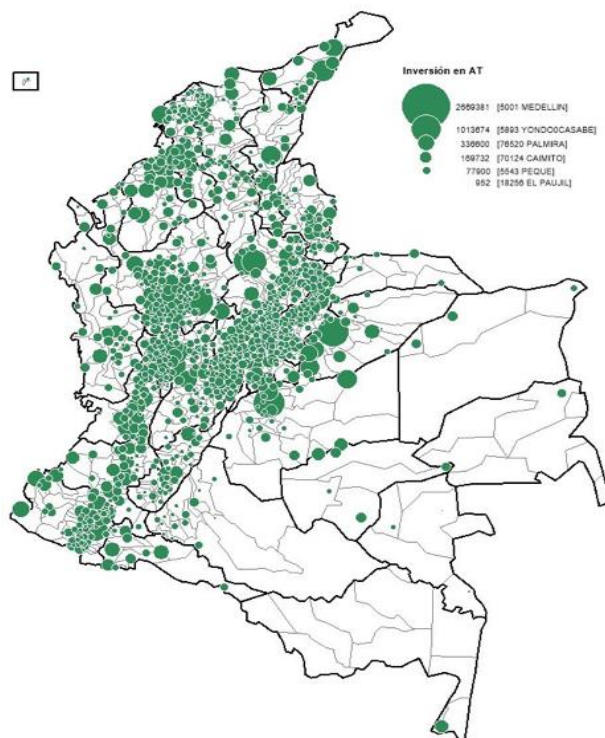 Inversión en AT
2669381 [5001 MEDELLIN]
1013674 [5893 YONDOOCASABE]
336600 [76520 PALMIRA]
169732 [70124 CAIMITO]
77900 [5543 PEQUE]
952 [18256 EL PAUJIL]